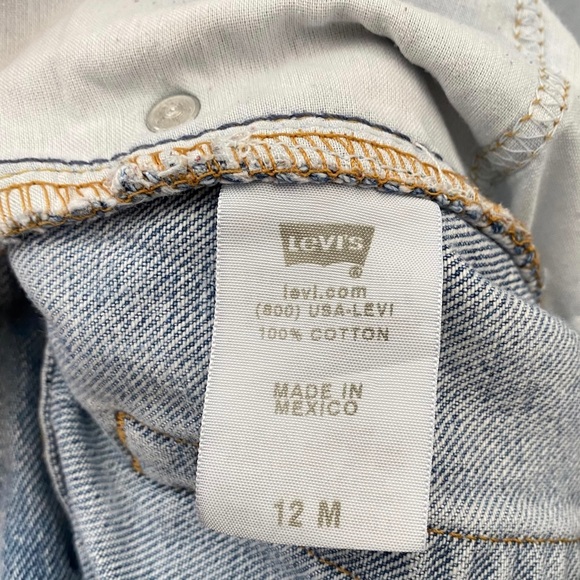 LEVI'S
®
levi.com
(800) USA-LEVI
100% COTTON
MADE IN
MEXICO
12 M